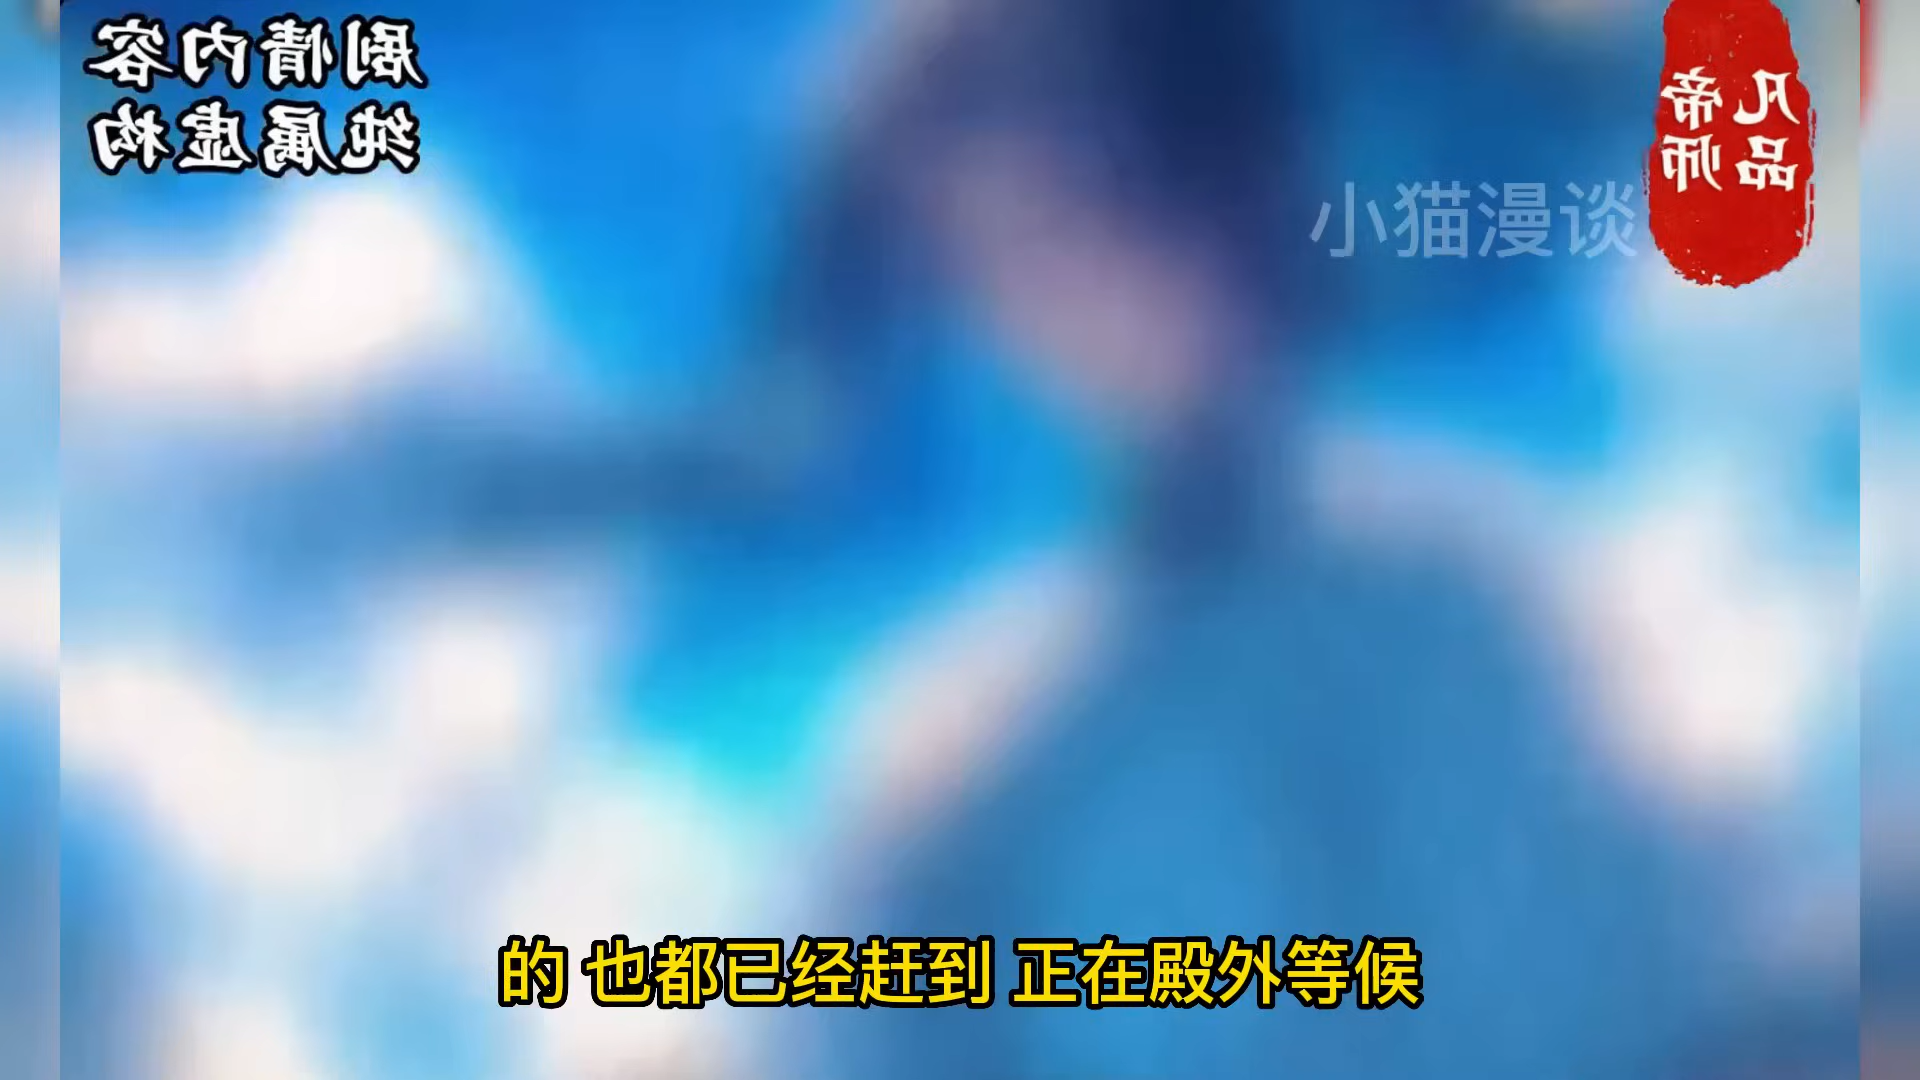 剧情内容
纯属虚构
凡品
帝师
小猫漫谈
的 也都已经赶到 正在殿外等候